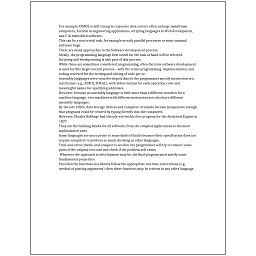 For example, COBOL is still strong in corporate data centers often on large mainframe
computers, Fortran in engineering applications, scripting languages in Web development,
and C in embedded software.
This can be a non-trivial task, for example as with parallel processes or some unusual
software bugs.
There are many approaches to the Software development process.
Ideally, the programming language best suited for the task at hand will be selected.
Scripting and breakpointing is also part of this process.
While these are sometimes considered programming, often the term software development
is used for this larger overall process – with the terms programming, implementation, and
coding reserved for the writing and editing of code per se.
Assembly languages were soon developed that let the programmer specify instruction in a
text format (e.g., ADD X, TOTAL), with abbreviations for each operation code and
meaningful names for specifying addresses.
However, because an assembly language is little more than a different notation for a
machine language, two machines with different instruction sets also have different
assembly languages.
By the late 1960s, data storage devices and computer terminals became inexpensive enough
that programs could be created by typing directly into the computers.
However, Charles Babbage had already written his first program for the Analytical Engine in
1837.
They are the building blocks for all software, from the simplest applications to the most
sophisticated ones.
Some languages are more prone to some kinds of faults because their specification does not
require compilers to perform as much checking as other languages.
Trial-and-error/divide-and-conquer is needed: the programmer will try to remove some
parts of the original test case and check if the problem still exists.
Whatever the approach to development may be, the final program must satisfy some
fundamental properties.
Provided the functions in a library follow the appropriate run-time conventions (e.g.,
method of passing arguments), then these functions may be written in any other language